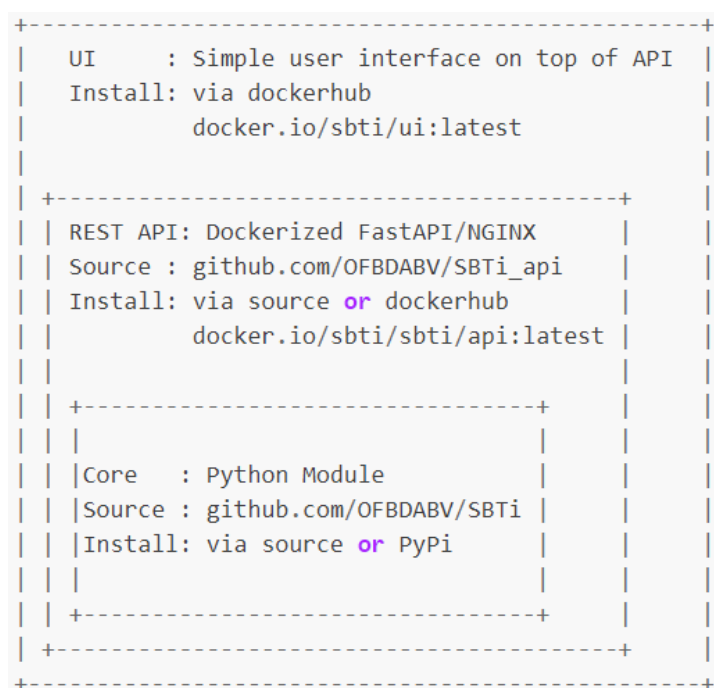 +-------------------------------------------------+
|   UI     : Simple user interface on top of API  |
|   Install: via dockerhub                        |
|            docker.io/sbti/ui:latest             |
|                                                 |
| +-----------------------------------------+     |
| | REST API: Dockerized FastAPI/NGINX      |     |
| | Source : github.com/OFBDABV/SBTi_api    |     |
| | Install: via source or dockerhub        |     |
| |          docker.io/sbti/sbti/api:latest |     |
| |                                         |     |
| | +---------------------------------+     |     |
| | |                                 |     |     |
| | |Core   : Python Module           |     |     |
| | |Source : github.com/OFBDABV/SBTi |     |     |
| | |Install: via source or PyPi      |     |     |
| | |                                 |     |     |
| | +---------------------------------+     |     |
| +-----------------------------------------+     |
+-------------------------------------------------+